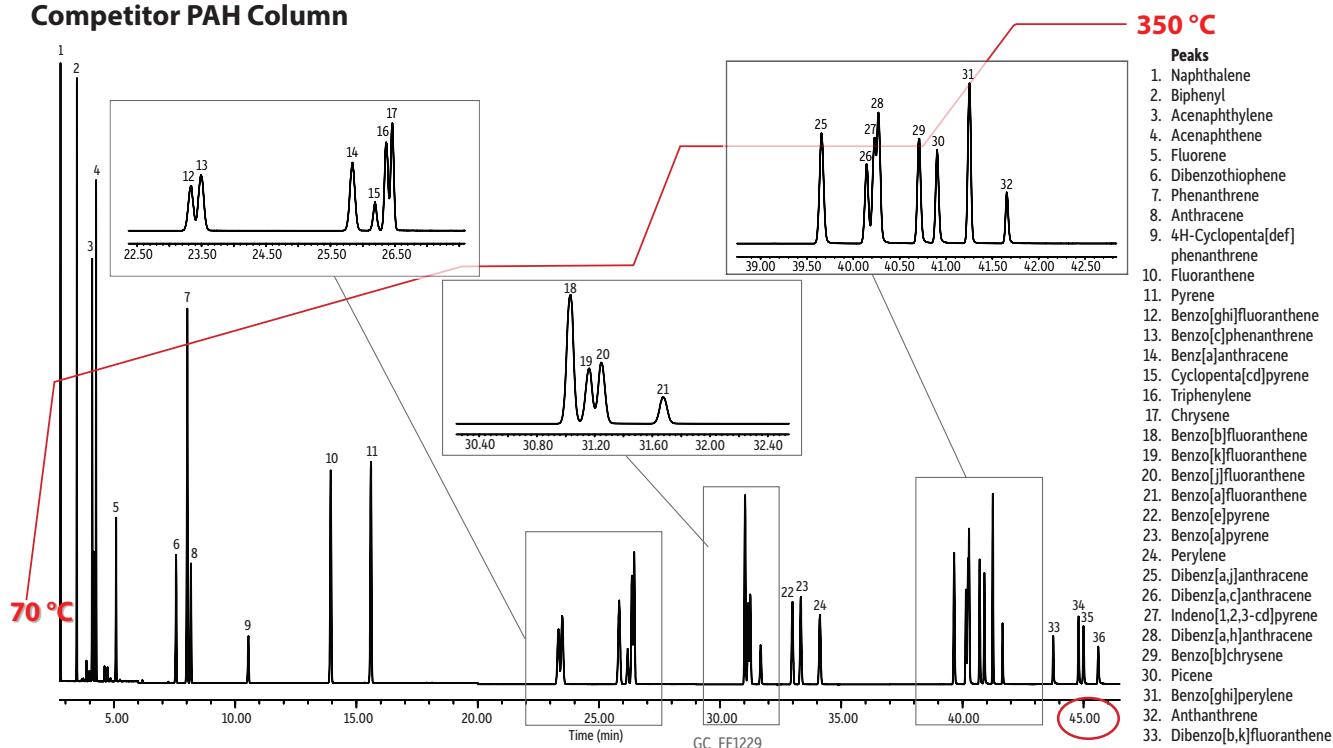 Competitor PAH Column
350 °C
70 °C
1
2
3
4
5
6
7
8
9
10
11
12
13
14
15
16
17
22.50 23.50 24.50 25.50 26.50
18
19
20
21
30.40 30.80 31.20 31.60 32.00 32.40
25
26
27
28
29
30
31
32
39.00 39.50 40.00 40.50 41.00 41.50 42.00 42.50
22
23
24
33
34
35
36
5.00 10.00 15.00 20.00 25.00 30.00 35.00 40.00 45.00
Time (min)
GC_EF1229
Peaks
1. Naphthalene
2. Biphenyl
3. Acenaphthylene
4. Acenaphthene
5. Fluorene
6. Dibenzothiophene
7. Phenanthrene
8. Anthracene
9. 4H-Cyclopenta[def]
phenanthrene
10. Fluoranthene
11. Pyrene
12. Benzo[ghi]fluoranthene
13. Benzo[c]phenanthrene
14. Benz[a]anthracene
15. Cyclopenta[cd]pyrene
16. Triphenylene
17. Chrysene
18. Benzo[b]fluoranthene
19. Benzo[k]fluoranthene
20. Benzo[j]fluoranthene
21. Benzo[a]fluoranthene
22. Benzo[e]pyrene
23. Benzo[a]pyrene
24. Perylene
25. Dibenz[a,j]anthracene
26. Dibenz[a,c]anthracene
27. Indeno[1,2,3-cd]pyrene
28. Dibenz[a,h]anthracene
29. Benzo[b]chrysene
30. Picene
31. Benzo[ghi]perylene
32. Anthanthrene
33. Dibenzo[b,k]fluoranthene